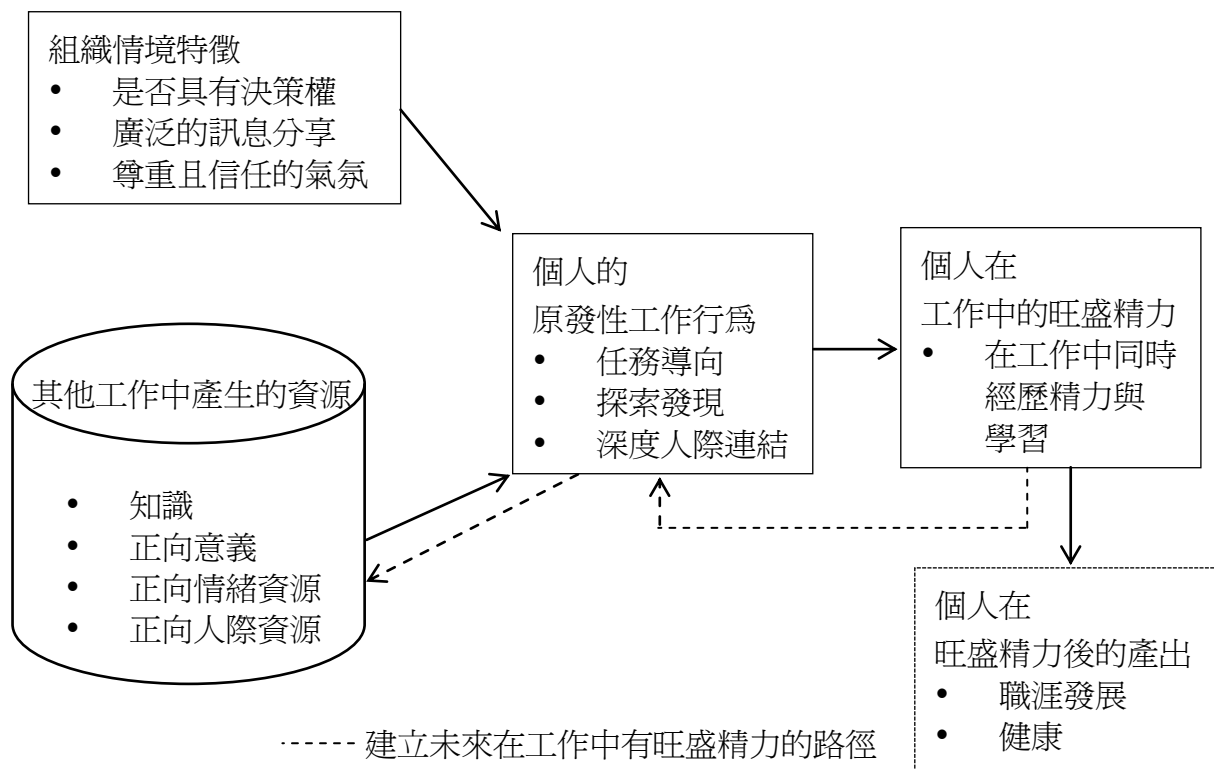 組織情境特徵
• 是否具有決策權
• 廣泛的訊息分享
• 尊重且信任的氣氛
其他工作中產生的資源
• 知識
• 正向意義
• 正向情緒資源
• 正向人際資源
個人的
原發性工作行為
• 任務導向
• 探索發現
• 深度人際連結
個人在
工作中的旺盛精力
• 在工作中同時
經歷精力與
學習
個人在
旺盛精力後的產出
• 職涯發展
• 健康
建立未來在工作中有旺盛精力的路徑